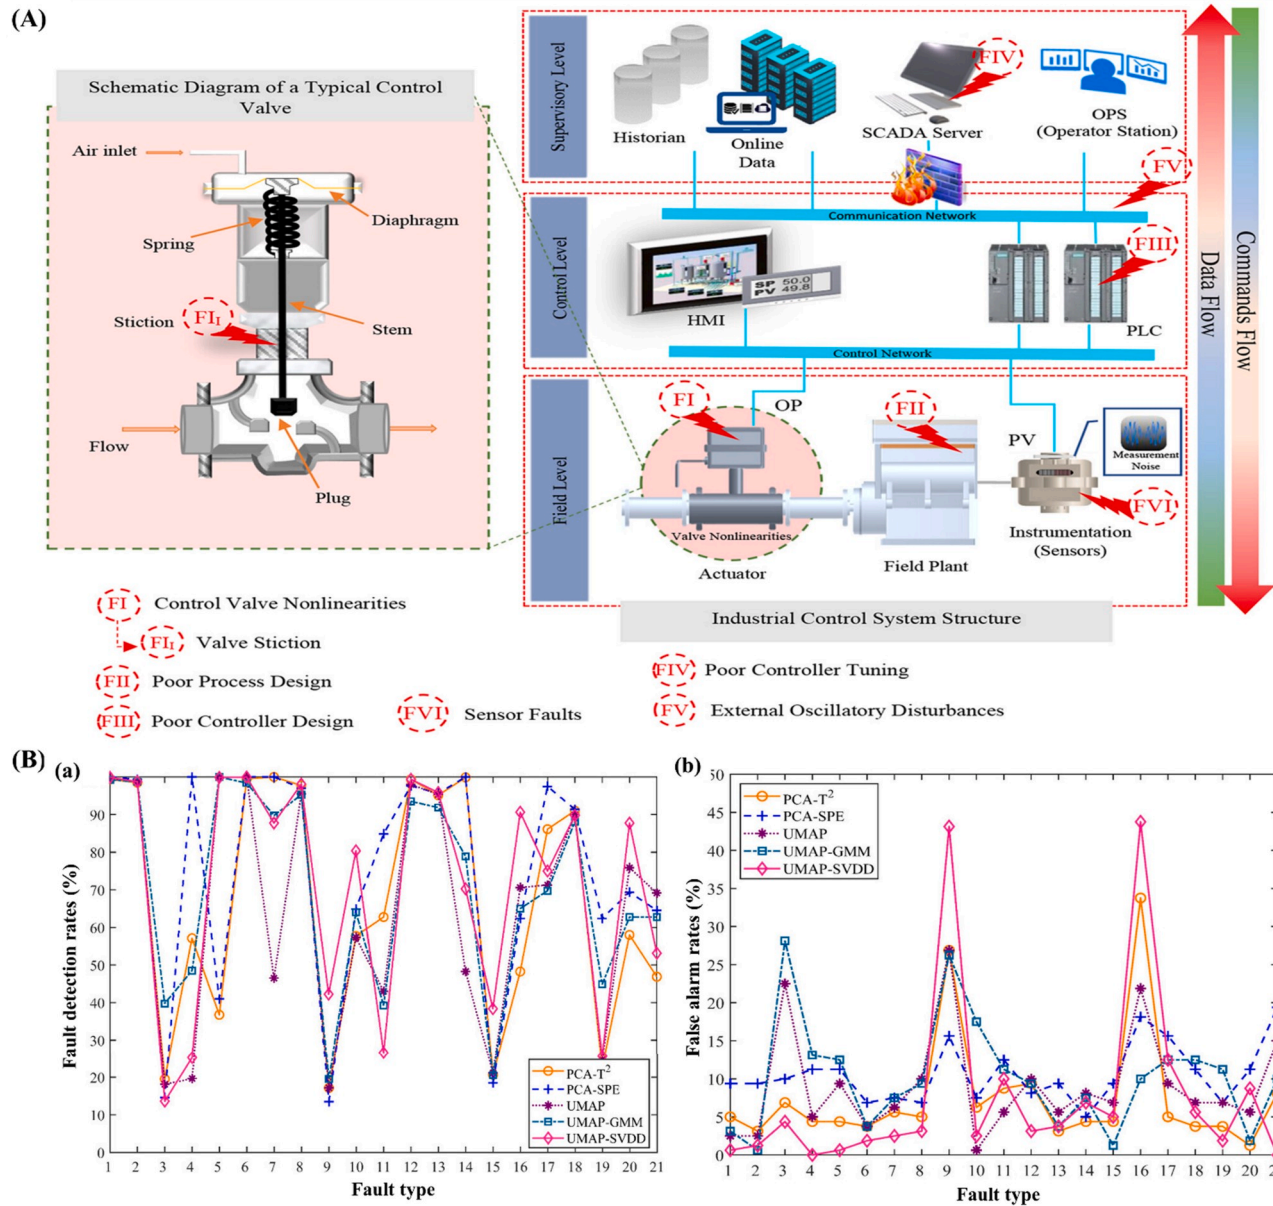 (A)
Schematic Diagram of a Typical Control
Valve
Air inlet
Diaphragm
Spring
Stiction
FI_I
Stem
Flow
Plug
Supervisory Level
Historian
Online
Data
SCADA Server
FIV
OPS
(Operator Station)
FV
Communication Network
Control Level
SP 50.0
PV 49.8
HMI
FIII
PLC
Control Network
Field Level
FI
OP
Valve Nonlinearities
Actuator
FII
Field Plant
PV
Measurement
Noise
FVI
Instrumentation
(Sensors)
Data Flow
Commands Flow
Industrial Control System Structure
FI Control Valve Nonlinearities
FI_I Valve Stiction
FII Poor Process Design
FIII Poor Controller Design
FVI Sensor Faults
FIV Poor Controller Tuning
FV External Oscillatory Disturbances
(B)
(a)
Fault detection rates (%)
90
80
70
60
50
40
30
20
10
0
1 2 3 4 5 6 7 8 9 10 11 12 13 14 15 16 17 18 19 20 21
Fault type
PCA-T²
PCA-SPE
UMAP
UMAP-GMM
UMAP-SVDD
(b)
False alarm rates (%)
50
45
40
35
30
25
20
15
10
5
0
1 2 3 4 5 6 7 8 9 10 11 12 13 14 15 16 17 18 19 20 2
Fault type
PCA-T²
PCA-SPE
UMAP
UMAP-GMM
UMAP-SVDD